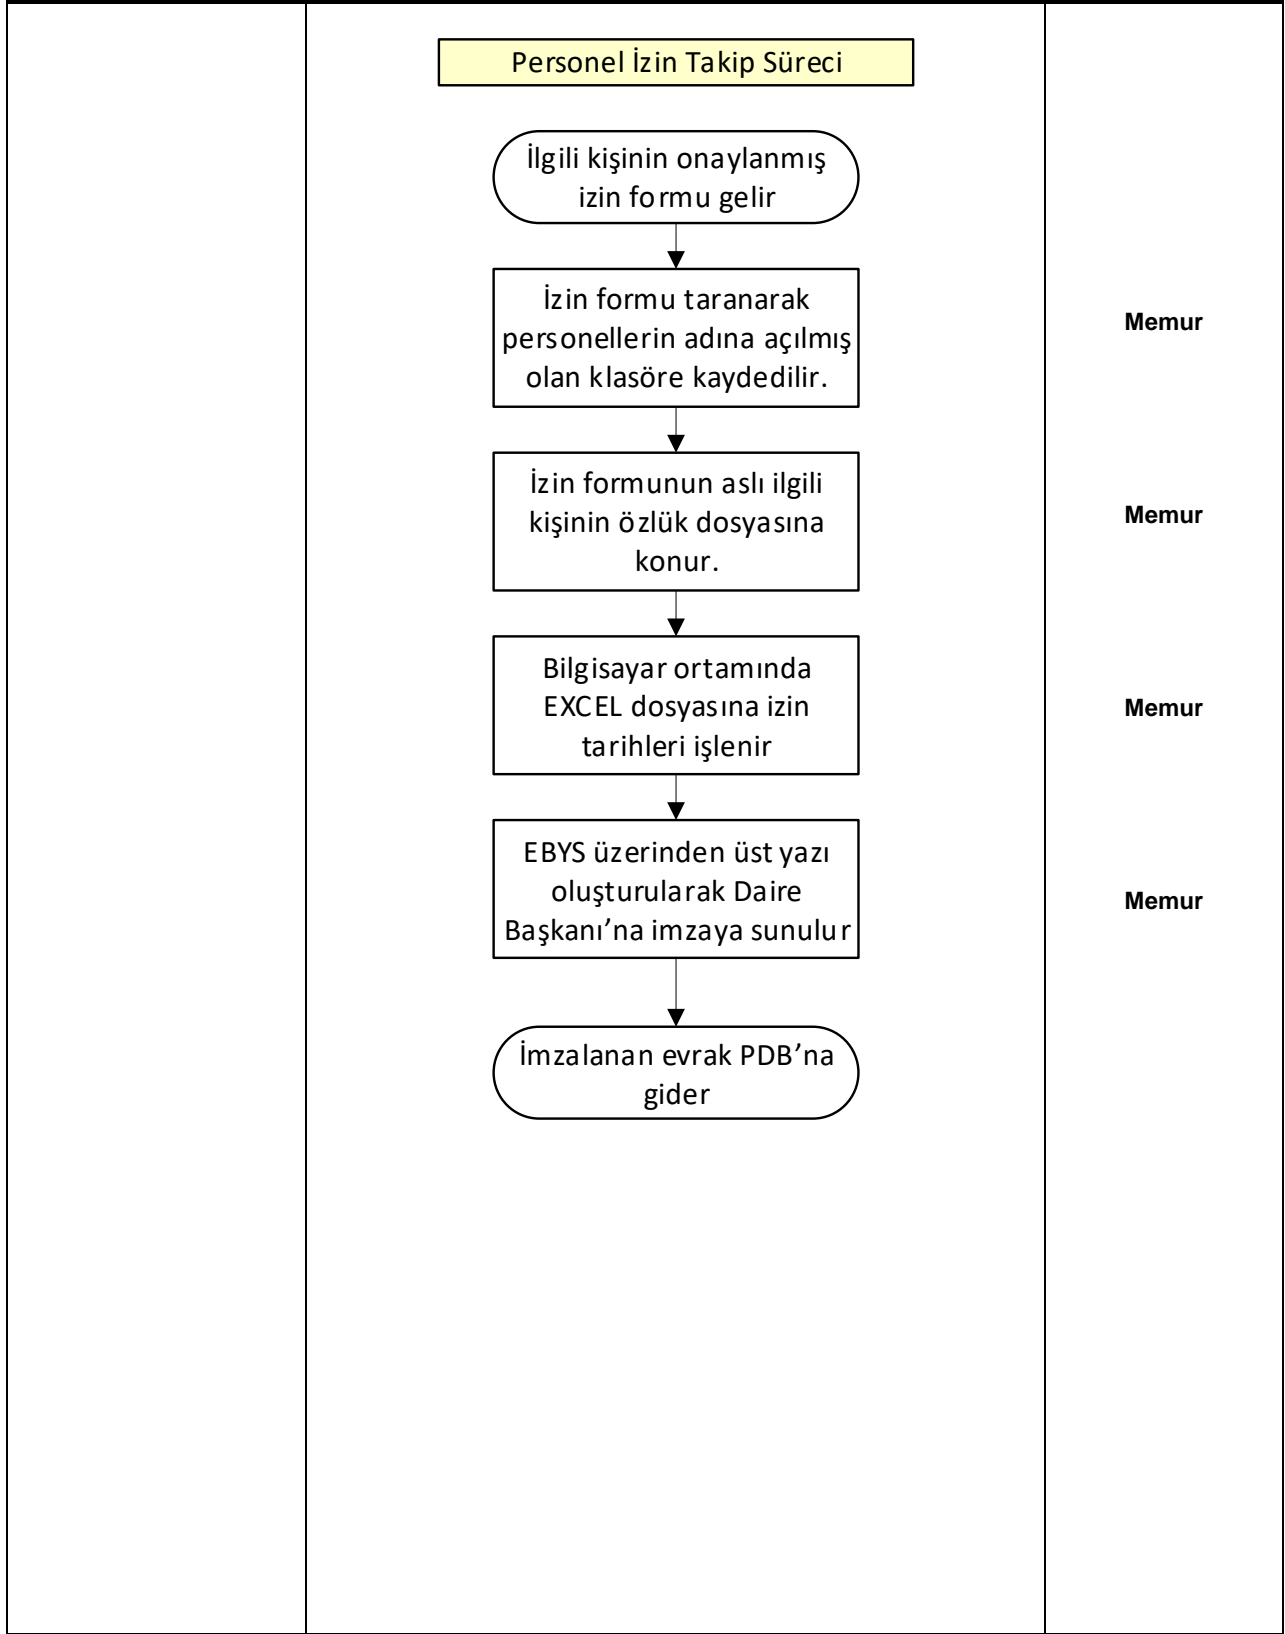 Personel İzin Takip Süreci
İlgili kişinin onaylanmış
izin formu gelir
İzin formu taranarak
personellerin adına açılmış
olan klasöre kaydedilir.
Memur
İzin formunun aslı ilgili
kişinin özlük dosyasına
konur.
Memur
Bilgisayar ortamında
EXCEL dosyasına izin
tarihleri işlenir
Memur
EBYS üzerinden üst yazı
oluşturularak Daire
Başkanı’na imzaya sunulur
Memur
İmzalanan evrak PDB’na
gider